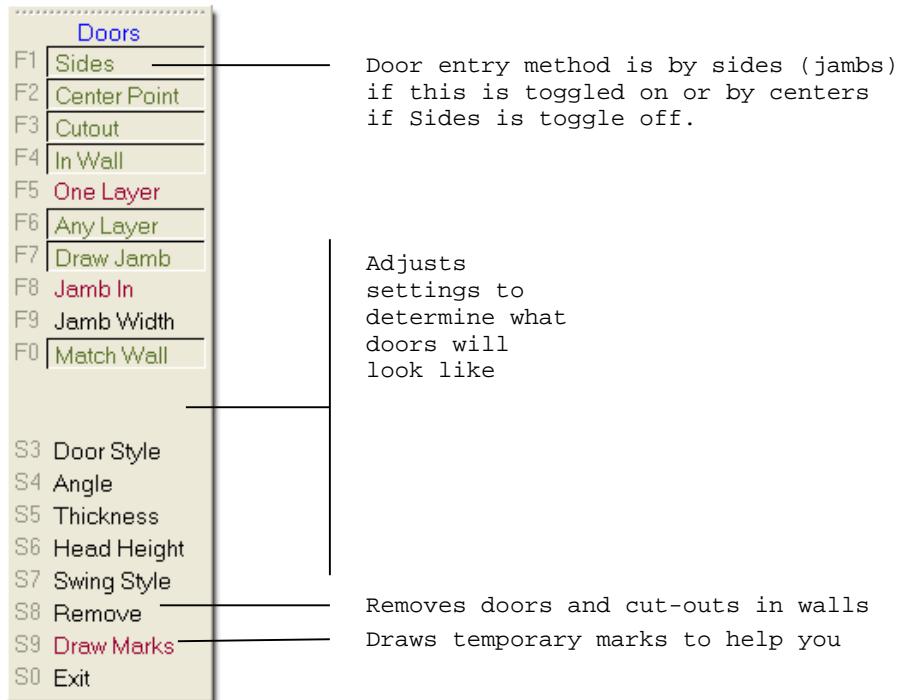 Doors
F1 Sides
F2 Center Point
F3 Cutout
F4 In Wall
F5 One Layer
F6 Any Layer
F7 Draw Jamb
F8 Jamb In
F9 Jamb Width
F0 Match Wall
S3 Door Style
S4 Angle
S5 Thickness
S6 Head Height
S7 Swing Style
S8 Remove
S9 Draw Marks
S0 Exit
Door entry method is by sides (jambs)
if this is toggled on or by centers
if Sides is toggle off.
Adjusts
settings to
determine what
doors will
look like
Removes doors and cut-outs in walls
Draws temporary marks to help you